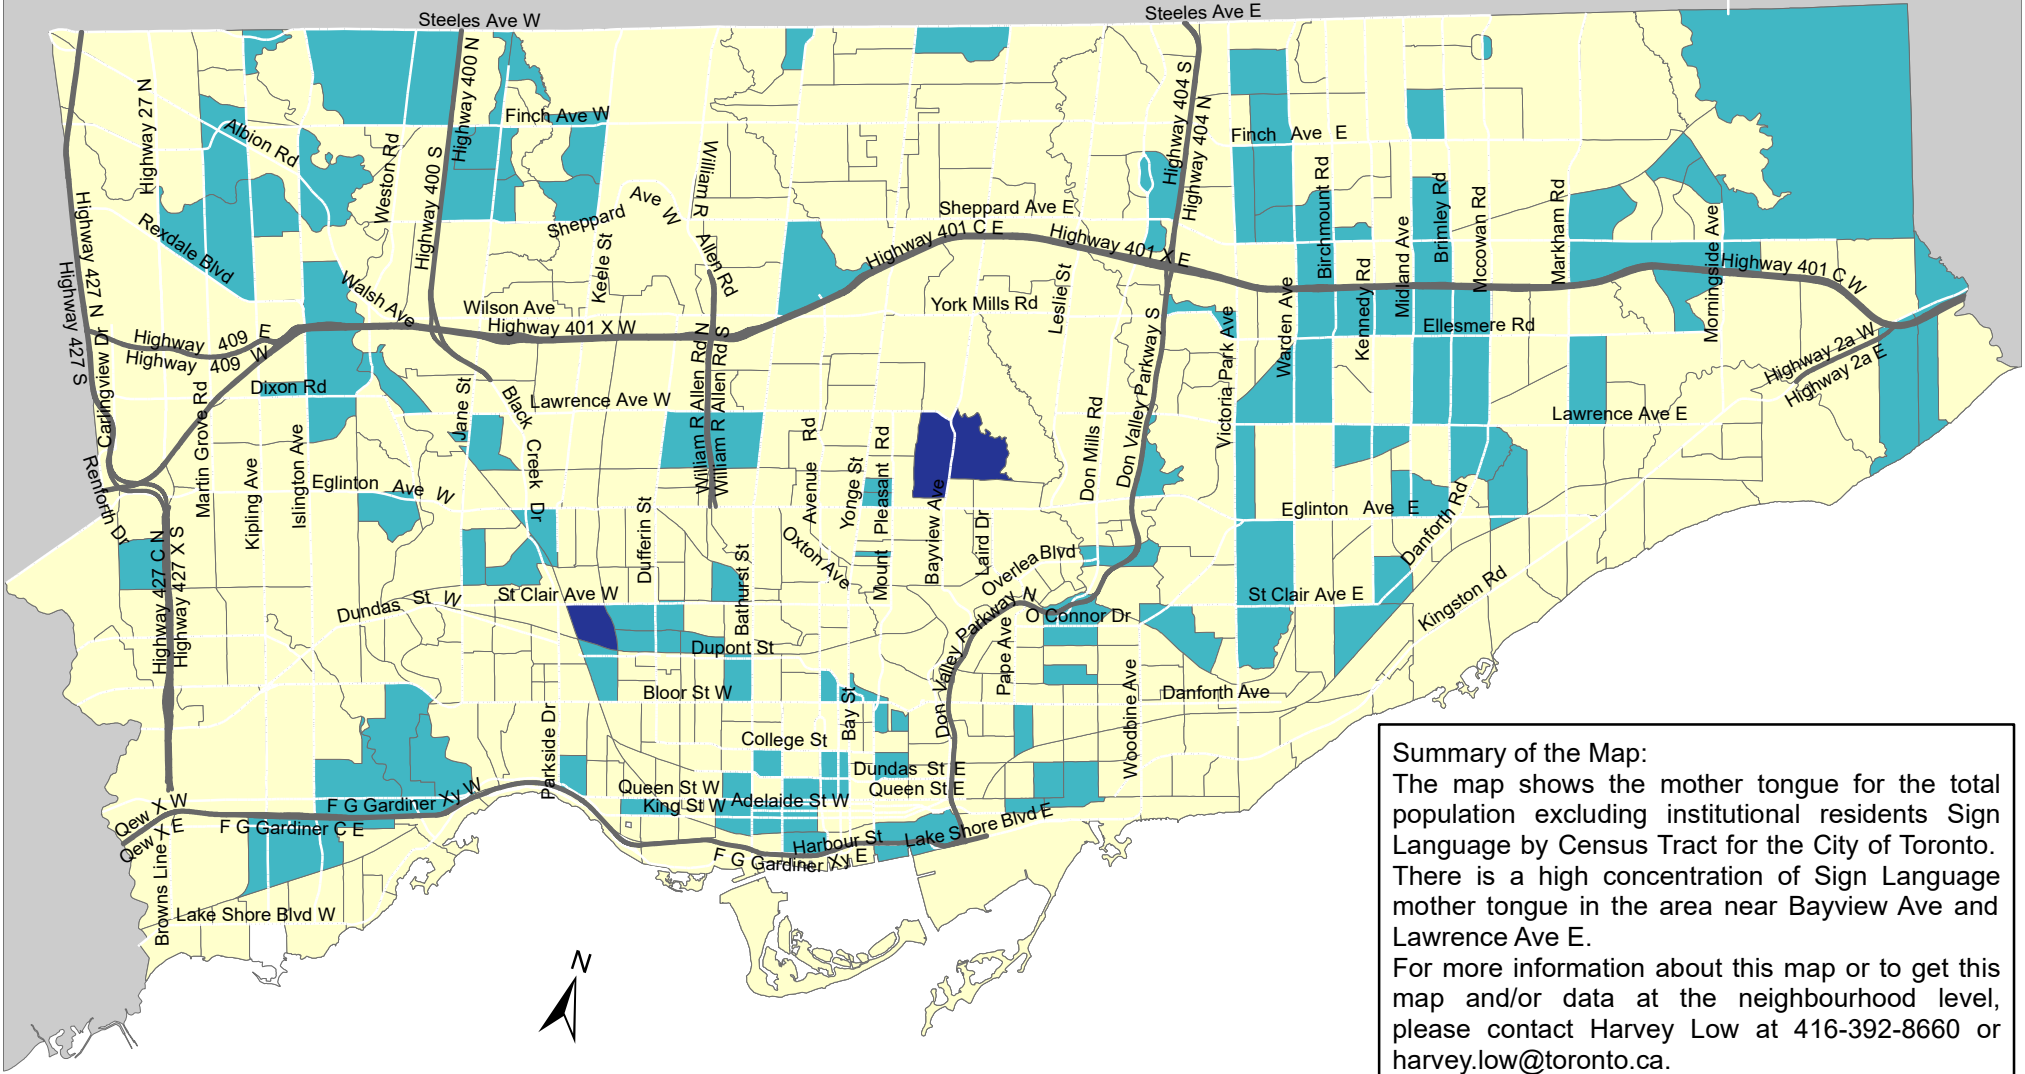 Steeles Ave W
Steeles Ave E
Highway 27 N
Albion Rd
Weston Rd
Highway 400 N
Highway 400 S
Finch Ave W
William R Allen Rd
Sheppard Ave W
Keele St
Highway 404 S
Highway 404 N
Finch Ave E
Sheppard Ave E
Highway 401 C E
Highway 401 X E
Birchmount Rd
Brimley Rd
Midland Ave
Mccowan Rd
Markham Rd
Morningside Ave
Highway 401 C W
Highway 427 N
Highway 427 N
Rexdale Blvd
Walsh Ave
Wilson Ave
Highway 401 X W
York Mills Rd
Leslie St
Warden Ave
Kennedy Rd
Ellesmere Rd
Highway 2a W
Highway 2a E
Highway 409 E
Highway 409 W
Highway 427 S
Carlingview Dr
Dixon Rd
Martin Grove Rd
Jane St
Black Creek Dr
Lawrence Ave W
William R Allen Rd N
William R Allen Rd S
Avenue Rd
Yonge St
Mount Pleasant Rd
Bayview Ave
Don Mills Rd
Don Valley Parkway S
Victoria Park Ave
Lawrence Ave E
Renforth Dr
Kipling Ave
Islington Ave
Eglinton Ave W
Dufferin St
Bathurst St
Oxton Ave
Laird Dr
Overlea Blvd
Eglinton Ave E
Danforth Rd
Highway 427 C N
Highway 427 X S
Dundas St W
St Clair Ave W
Don Valley Parkway N
O Connor Dr
St Clair Ave E
Kingston Rd
Dupont St
Pape Ave
Bloor St W
Bay St
Woodbine Ave
Danforth Ave
Parkside Dr
College St
Dundas St E
Queen St W
Queen St E
King St W
Adelaide St W
Qew X W
Qew X E
F G Gardiner Xy W
F G Gardiner C E
Harbour St
Lake Shore Blvd E
F G Gardiner Xy E
Browns Line
Lake Shore Blvd W
N
Summary of the Map:
The map shows the mother tongue for the total
population excluding institutional residents Sign
Language by Census Tract for the City of Toronto.
There is a high concentration of Sign Language
mother tongue in the area near Bayview Ave and
Lawrence Ave E.
For more information about this map or to get this
map and/or data at the neighbourhood level,
please contact Harvey Low at 416-392-8660 or
harvey.low@toronto.ca.